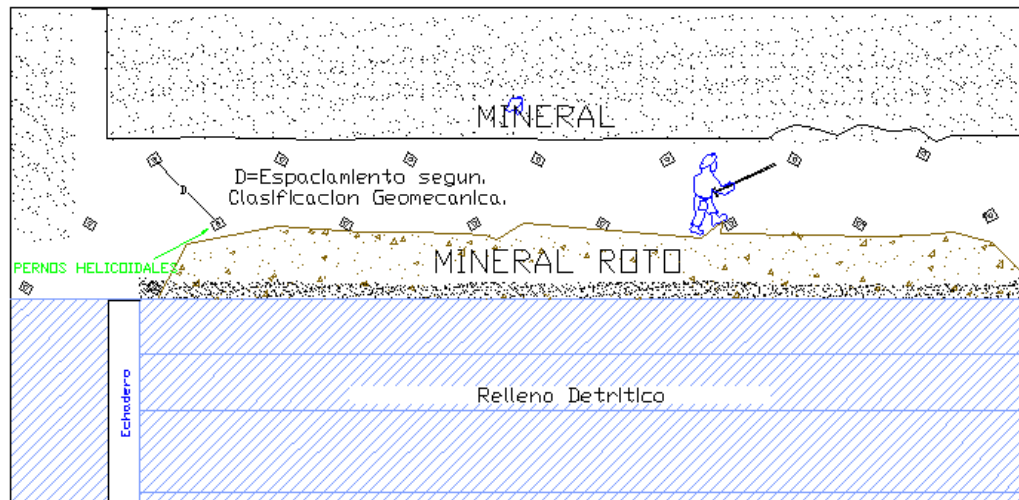 MINERAL
D=Espaciamiento segun.
Clasificacion Geomecanica.
D
PERNOS HELICOIDALES
MINERAL ROTO
Echadero
Relleno Detritico